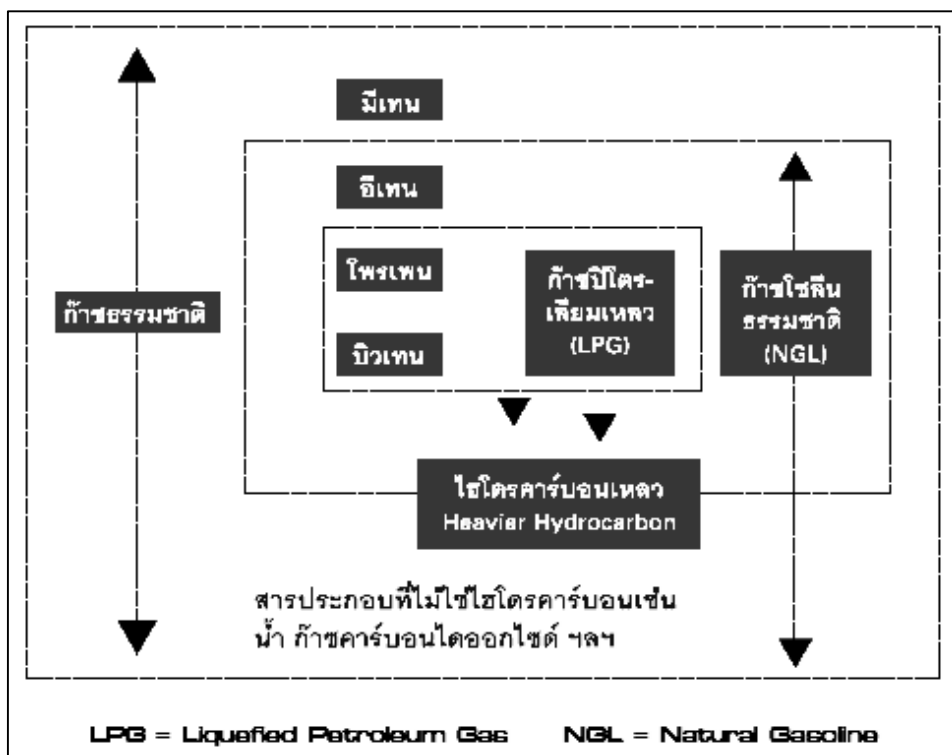 มีเทน
อีเทน
โพรเพน
บิวเทน
ก๊าซธรรมชาติ
ก๊าซปิโตร-
เลียมเหลว
(LPG)
ก๊าซโซลีน
ธรรมชาติ
(NGL)
ไฮโดรคาร์บอนเหลว
Heavier Hydrocarbon
สารประกอบที่ไม่ใช่ไฮโดรคาร์บอนเช่น
น้ำ ก๊าซคาร์บอนไดออกไซด์ ฯลฯ
LPG = Liquefied Petroleum Gas NGL = Natural Gasoline